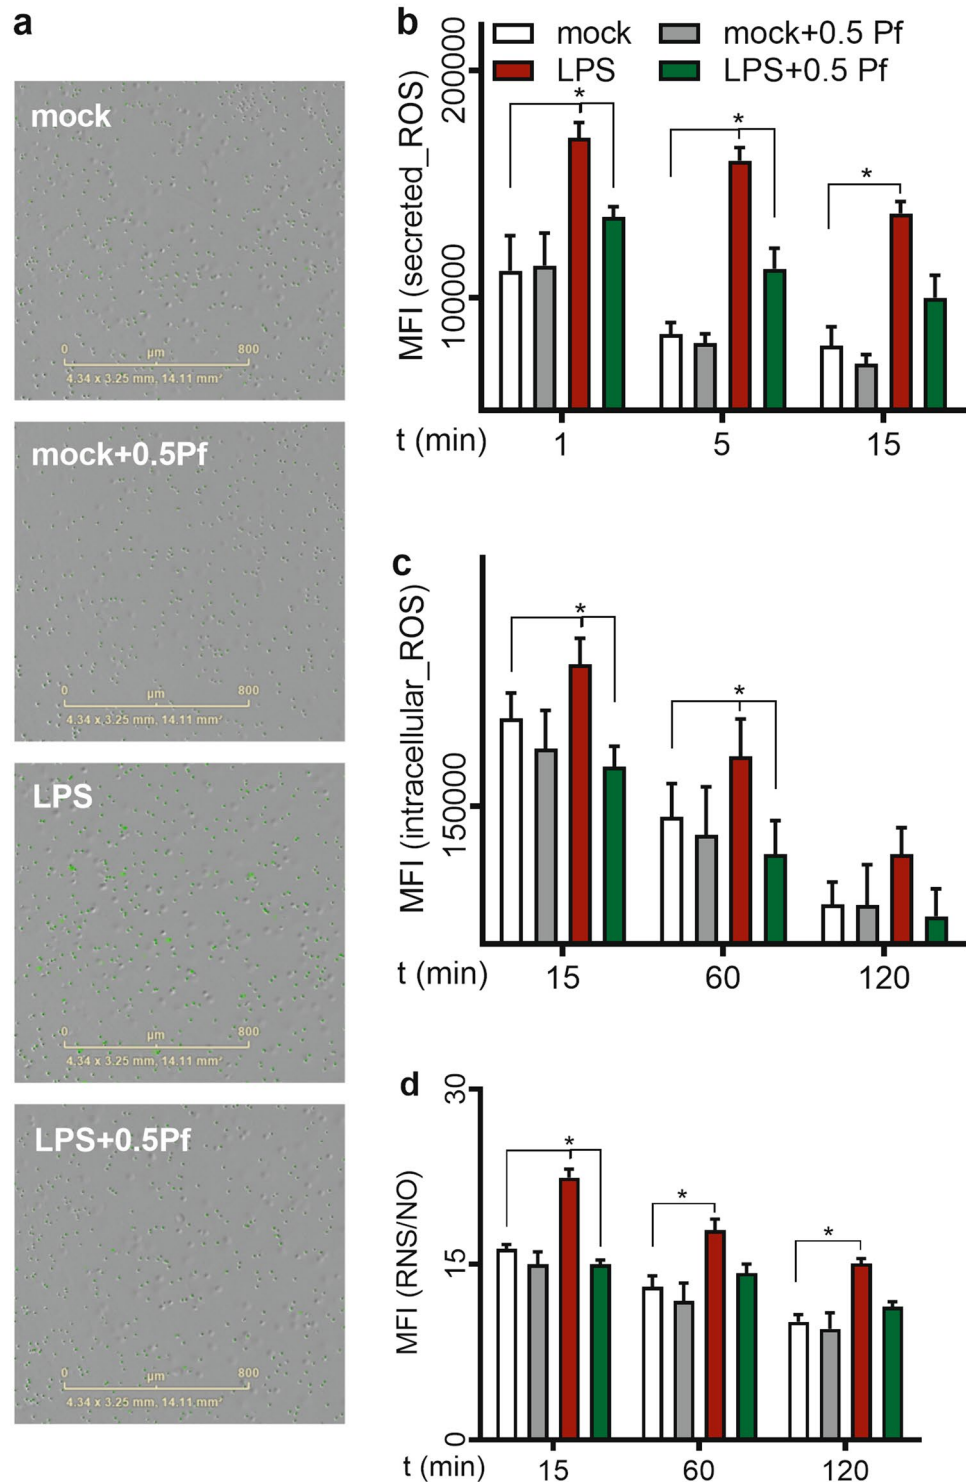 a
mock
0 µm 800
4.34 x 3.25 mm, 14.11 mm²
mock+0.5Pf
0 µm 800
4.34 x 3.25 mm, 14.11 mm²
LPS
0 µm 800
4.34 x 3.25 mm, 14.11 mm²
LPS+0.5Pf
0 µm 800
4.34 x 3.25 mm, 14.11 mm²
b
mock mock+0.5 Pf
LPS LPS+0.5 Pf
MFI (secreted_ROS)
200000
100000
* * *
t (min) 1 5 15
c
MFI (intracellular_ROS)
150000
* *
t (min) 15 60 120
d
MFI (RNS/NO)
30
15
0
* * *
t (min) 15 60 120